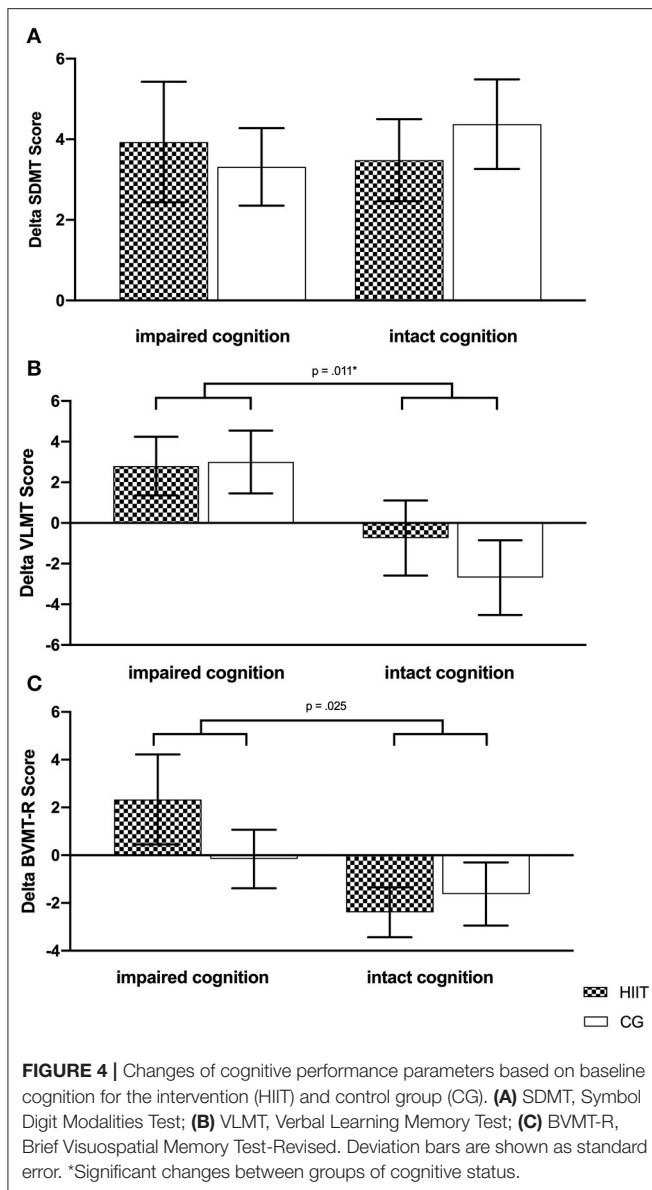 A
6
4
2
0
Delta SDMT Score
impaired cognition intact cognition
B
p = .011*
6
4
2
0
-2
-4
-6
Delta VLMT Score
impaired cognition intact cognition
C
p = .025
6
4
2
0
-2
-4
Delta BVMT-R Score
impaired cognition intact cognition
HIIT
CG
FIGURE 4 | Changes of cognitive performance parameters based on baseline
cognition for the intervention (HIIT) and control group (CG). (A) SDMT, Symbol
Digit Modalities Test; (B) VLMT, Verbal Learning Memory Test; (C) BVMT-R,
Brief Visuospatial Memory Test-Revised. Deviation bars are shown as standard
error. *Significant changes between groups of cognitive status.